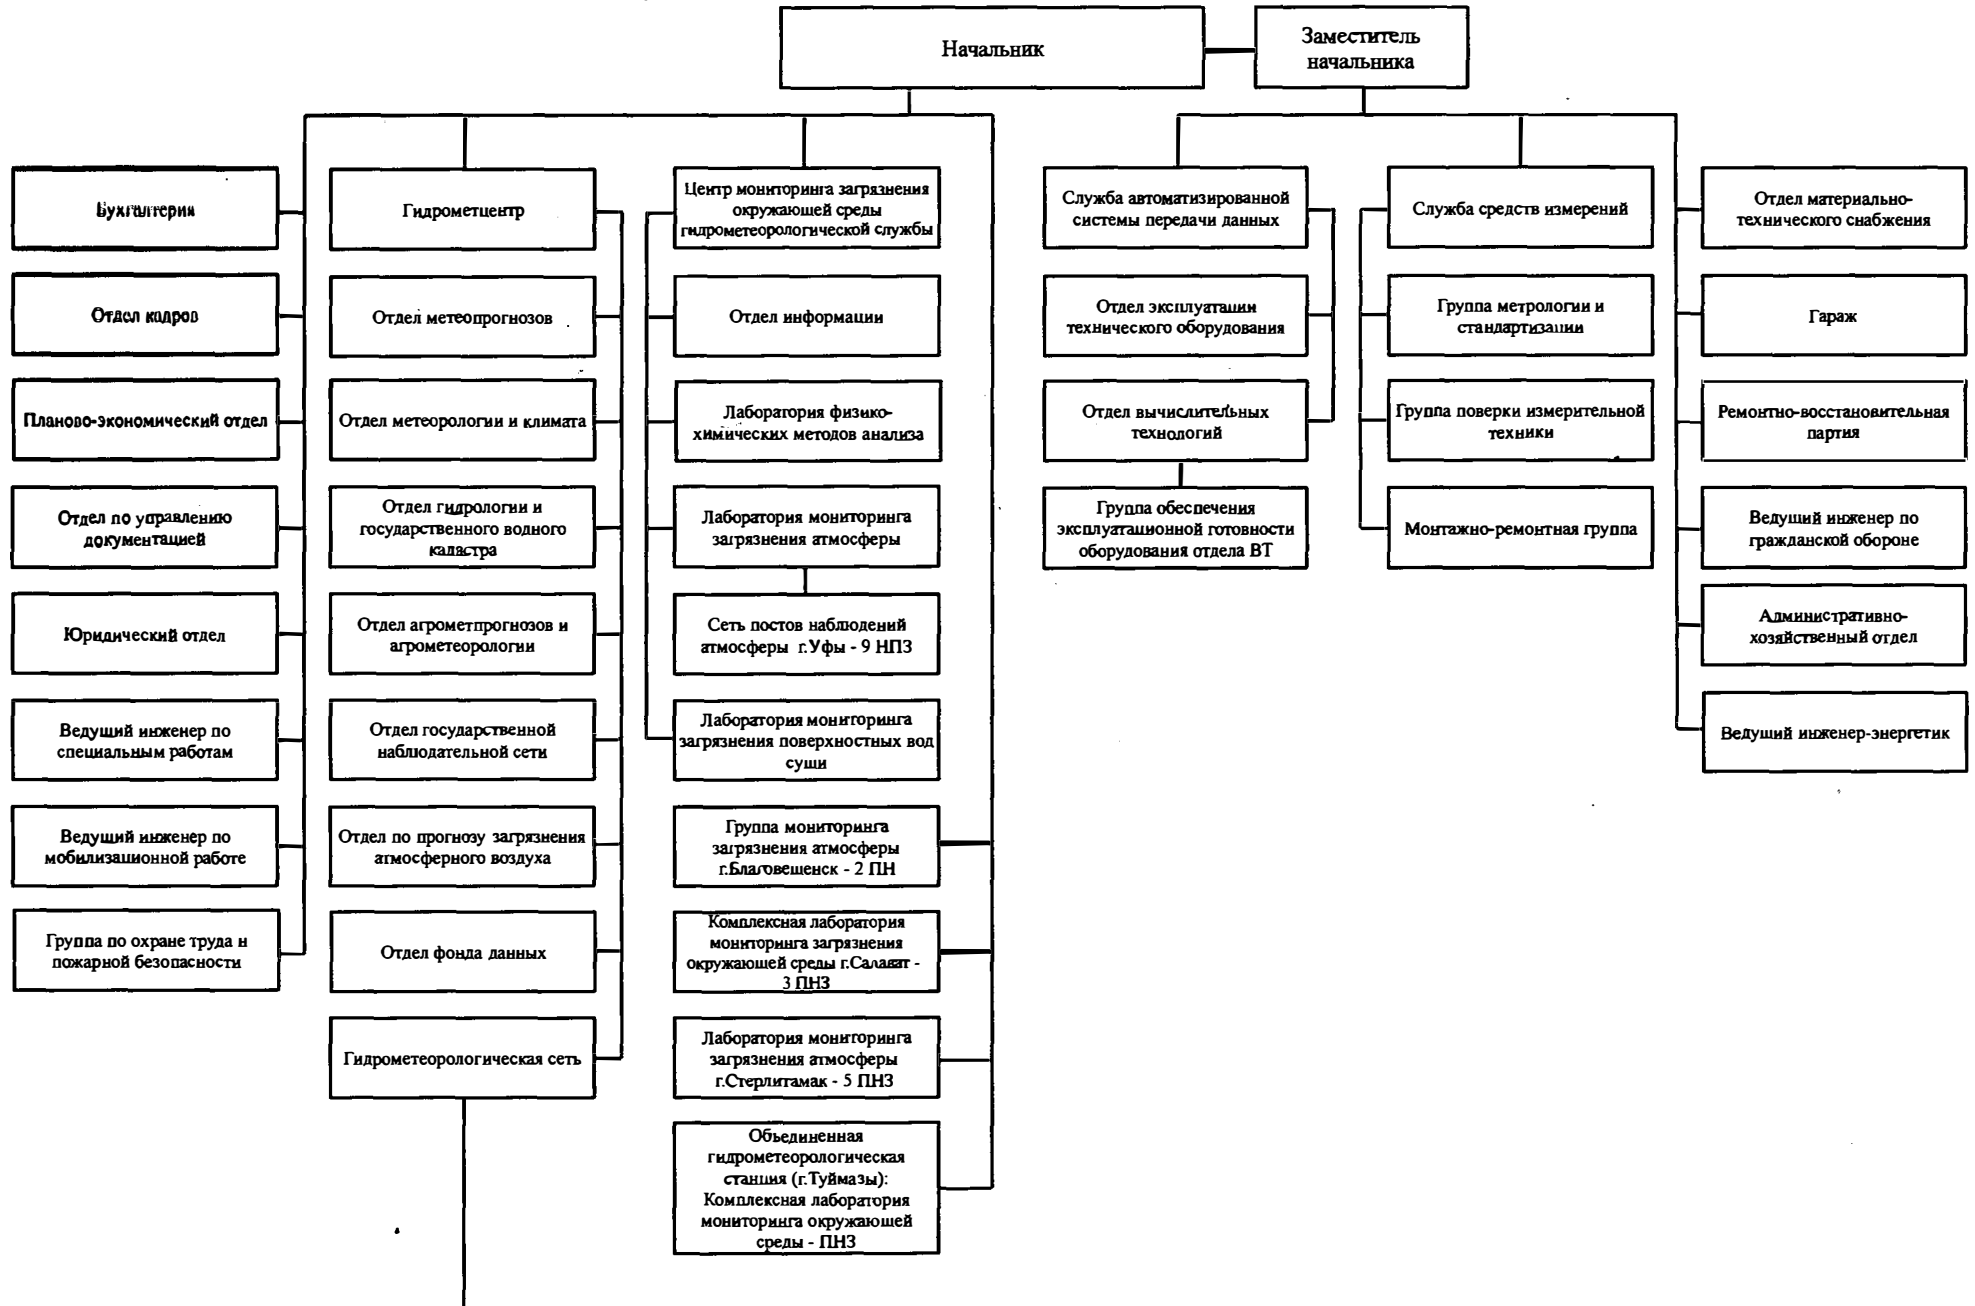 Начальник
Заместитель
начальника
Бухгалтерия
Отдел кадров
Планово-экономический отдел
Отдел по управлению
документацией
Юридический отдел
Ведущий инженер по
специальным работам
Ведущий инженер по
мобилизационной работе
Группа по охране труда и
пожарной безопасности
Гидрометцентр
Отдел метеопрогнозов
Отдел метеорологии и климата
Отдел гидрологии и
государственного водного
кадастра
Отдел агрометпрогнозов и
агрометеорологии
Отдел государственной
наблюдательной сети
Отдел по прогнозу загрязнения
атмосферного воздуха
Отдел фонда данных
Гидрометеорологическая сеть
Центр мониторинга загрязнения
окружающей среды
гидрометеорологической службы
Отдел информации
Лаборатория физико-
химических методов анализа
Лаборатория мониторинга
загрязнения атмосферы
Сеть постов наблюдений
атмосферы г.Уфы - 9 НПЗ
Лаборатория мониторинга
загрязнения поверхностных вод
суши
Группа мониторинга
загрязнения атмосферы
г.Благовещенск - 2 ПН
Комплексная лаборатория
мониторинга загрязнения
окружающей среды г.Салават -
3 ПНЗ
Лаборатория мониторинга
загрязнения атмосферы
г.Стерлитамак - 5 ПНЗ
Объединенная
гидрометеорологическая
станция (г.Туймазы):
Комплексная лаборатория
мониторинга окружающей
среды - ПНЗ
Служба автоматизированной
системы передачи данных
Отдел эксплуатации
технического оборудования
Отдел вычислительных
технологий
Группа обеспечения
эксплуатационной готовности
оборудования отдела ВТ
Служба средств измерений
Группа метрологии и
стандартизации
Группа поверки измерительной
техники
Монтажно-ремонтная группа
Отдел материально-
технического снабжения
Гараж
Ремонтно-восстановительная
партия
Ведущий инженер по
гражданской обороне
Административно-
хозяйственный отдел
Ведущий инженер-энергетик